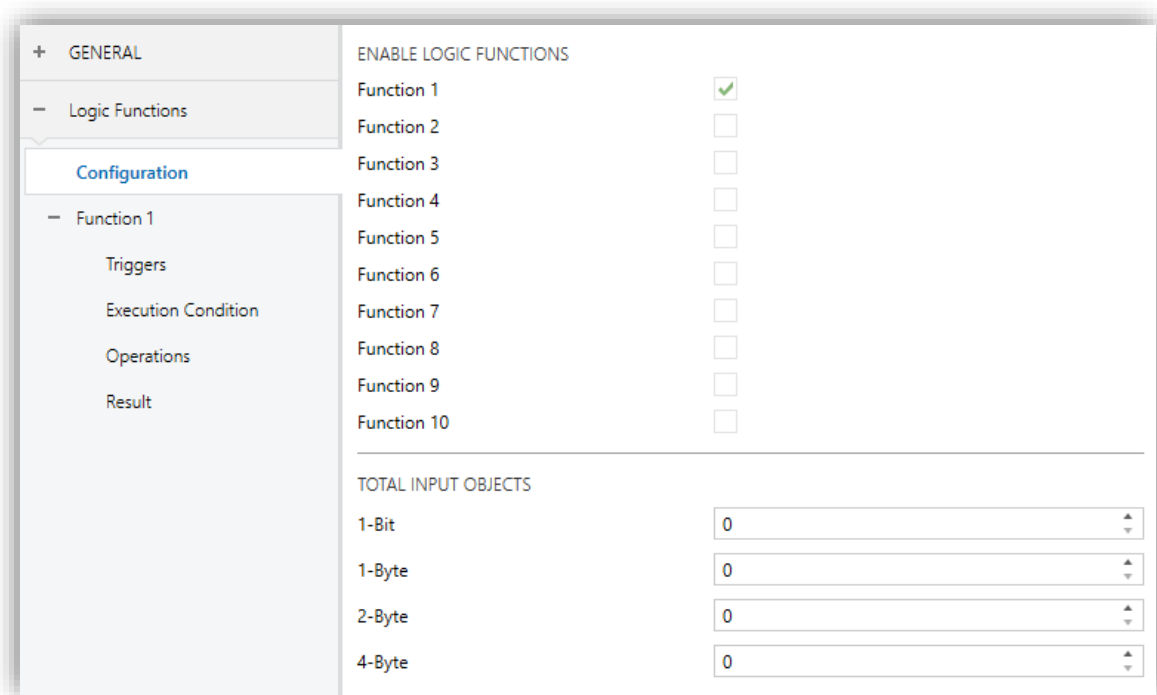 + GENERAL
− Logic Functions
Configuration
− Function 1
Triggers
Execution Condition
Operations
Result
ENABLE LOGIC FUNCTIONS
Function 1
Function 2
Function 3
Function 4
Function 5
Function 6
Function 7
Function 8
Function 9
Function 10
TOTAL INPUT OBJECTS
1-Bit 0
1-Byte 0
2-Byte 0
4-Byte 0